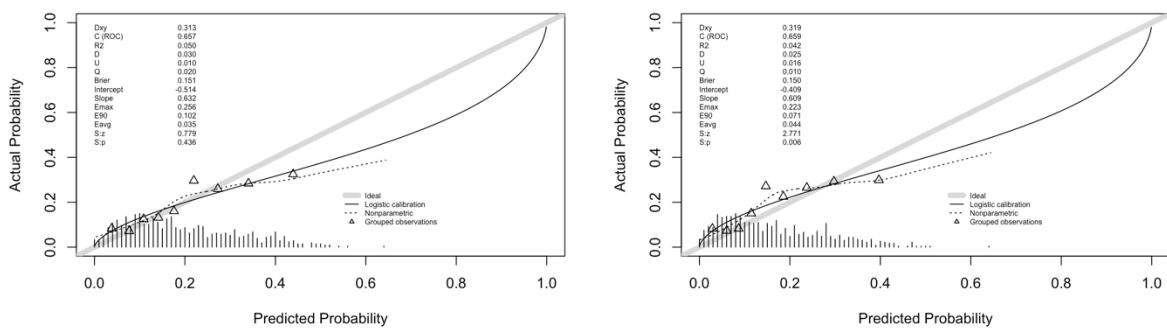 Dxy 0.313
C (ROC) 0.657
R2 0.050
D 0.030
U 0.010
Q 0.020
Brier 0.151
Intercept -0.514
Slope 0.632
Emax 0.256
E90 0.102
Eavg 0.035
S:z 0.779
S:p 0.436
Ideal
Logistic calibration
Nonparametric
Grouped observations
Actual Probability
1.0
0.8
0.6
0.4
0.2
0.0
0.0 0.2 0.4 0.6 0.8 1.0
Predicted Probability
Dxy 0.319
C (ROC) 0.659
R2 0.042
D 0.025
U 0.016
Q 0.010
Brier 0.150
Intercept -0.409
Slope 0.609
Emax 0.223
E90 0.071
Eavg 0.044
S:z 2.771
S:p 0.006
Ideal
Logistic calibration
Nonparametric
Grouped observations
Actual Probability
1.0
0.8
0.6
0.4
0.2
0.0
0.0 0.2 0.4 0.6 0.8 1.0
Predicted Probability